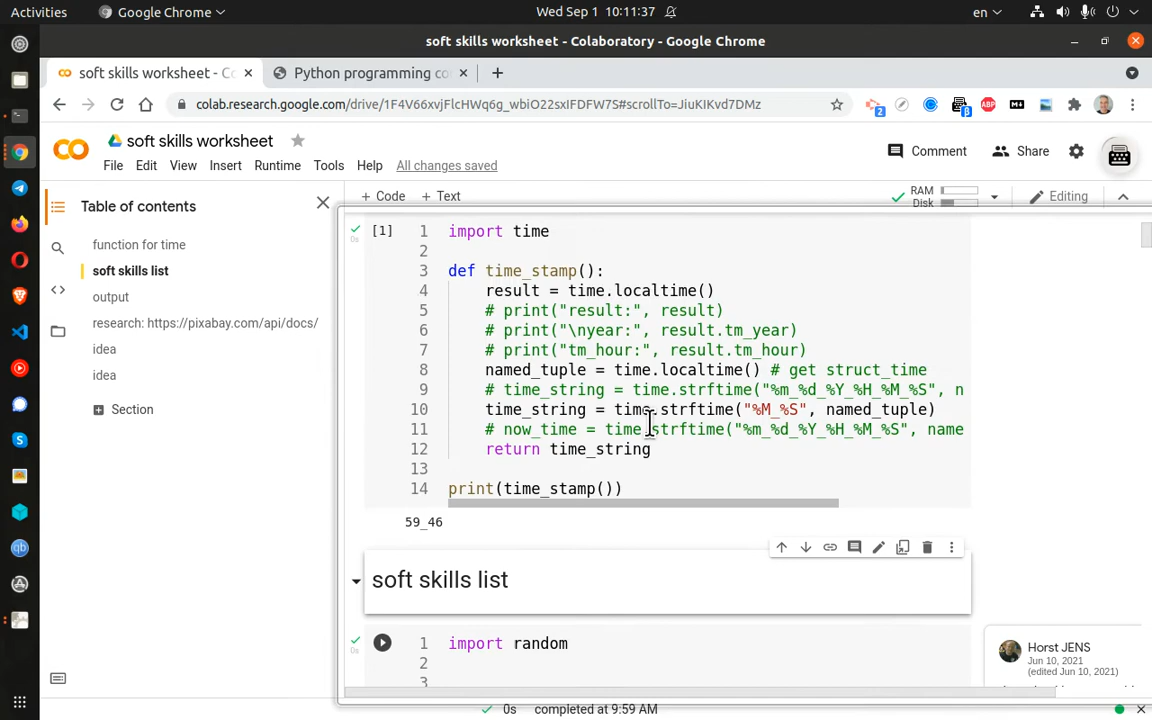 Activities
Google Chrome
Wed Sep 1 10:11:37
en
soft skills worksheet - Colaboratory - Google Chrome
soft skills worksheet - Co
Python programming co
colab.research.google.com/drive/1F4V66xvjFlcHWq6g_wbiO22sxIFDFW7S#scrollTo=JiuKIKvd7DMz
2
β
ABP
soft skills worksheet
File Edit View Insert Runtime Tools Help All changes saved
Comment
Share
Table of contents
function for time
soft skills list
output
research: https://pixabay.com/api/docs/
idea
idea
Section
+ Code + Text
RAM
Disk
Editing
[1]
0s
1 import time
2
3 def time_stamp():
4 result = time.localtime()
5 # print("result:", result)
6 # print("\nyear:", result.tm_year)
7 # print("tm_hour:", result.tm_hour)
8 named_tuple = time.localtime() # get struct_time
9 # time_string = time.strftime("%m_%d_%Y_%H_%M_%S", n
10 time_string = time.strftime("%M_%S", named_tuple)
11 # now_time = time.strftime("%m_%d_%Y_%H_%M_%S", name
12 return time_string
13
14 print(time_stamp())
59_46
soft skills list
0s
1 import random
2
3
Horst JENS
Jun 10, 2021
(edited Jun 10, 2021)
0s completed at 9:59 AM